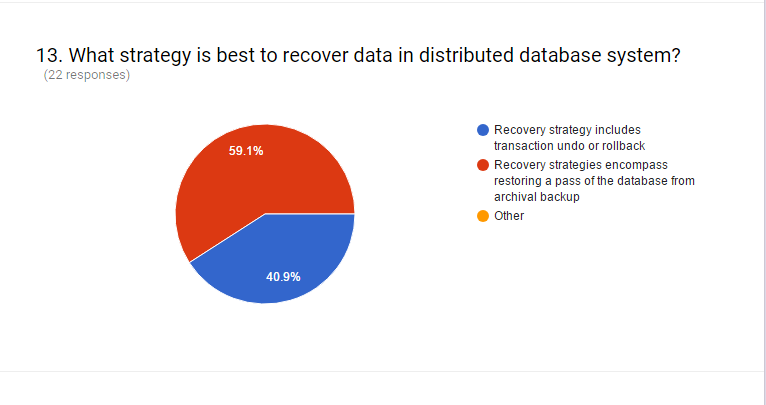 13. What strategy is best to recover data in distributed database system?
(22 responses)
59.1%
40.9%
Recovery strategy includes
transaction undo or rollback
Recovery strategies encompass
restoring a pass of the database from
archival backup
Other